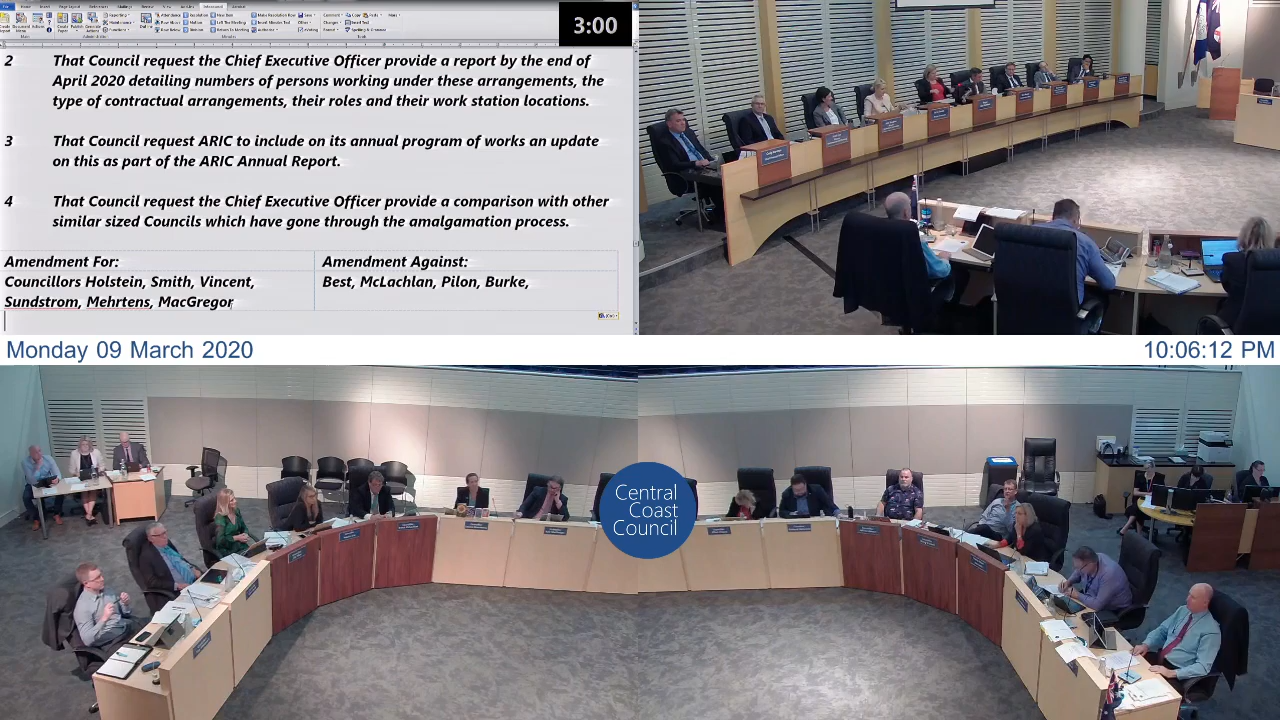 3:00
2 That Council request the Chief Executive Officer provide a report by the end of
April 2020 detailing numbers of persons working under these arrangements, the
type of contractual arrangements, their roles and their work station locations.
3 That Council request ARIC to include on its annual program of works an update
on this as part of the ARIC Annual Report.
4 That Council request the Chief Executive Officer provide a comparison with other
similar sized Councils which have gone through the amalgamation process.
Amendment For: Amendment Against:
Councillors Holstein, Smith, Vincent, Best, McLachlan, Pilon, Burke,
Sundstrom, Mehrtens, MacGregor
Monday 09 March 2020 10:06:12 PM
Central
Coast
Council